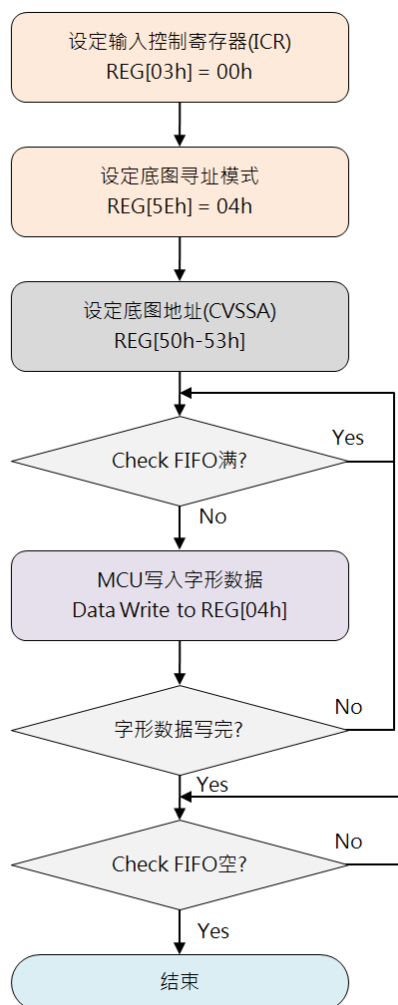 设定输入控制寄存器(ICR)
REG[03h] = 00h
设定底图寻址模式
REG[5Eh] = 04h
设定底图地址(CVSSA)
REG[50h-53h]
Check FIFO满?
Yes
No
MCU写入字形数据
Data Write to REG[04h]
字形数据写完?
No
Yes
Check FIFO空?
No
Yes
结束